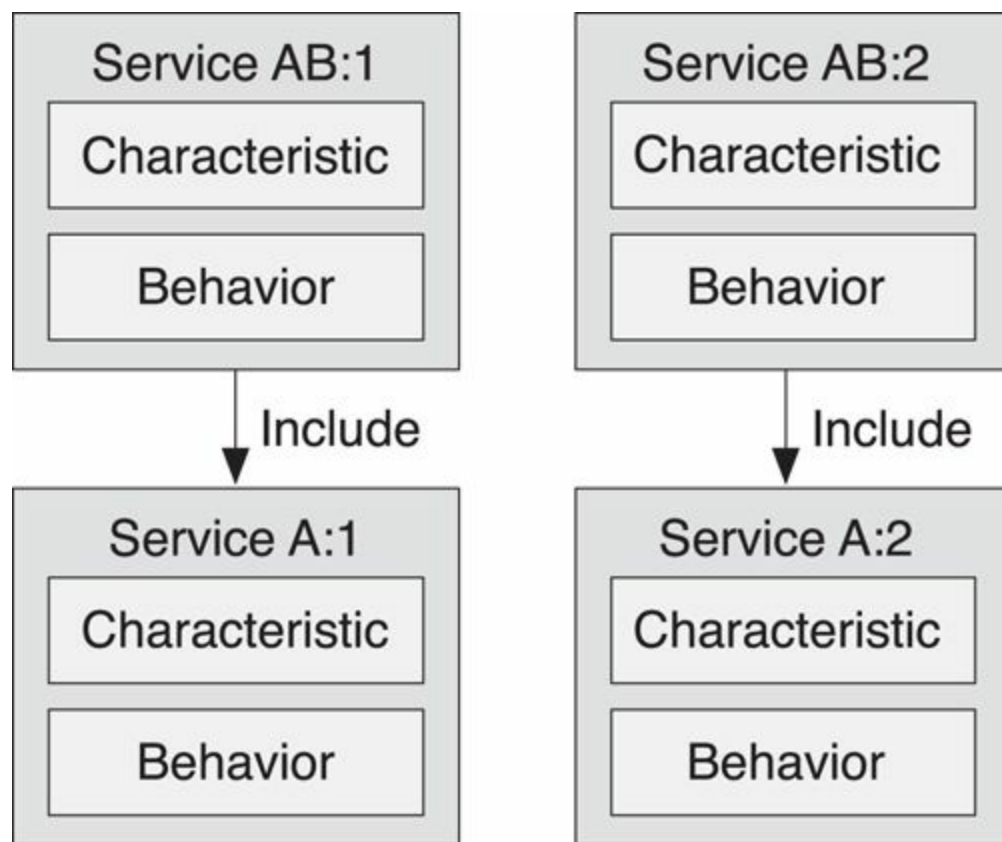 Service AB:1
Characteristic
Behavior
Include
Service A:1
Characteristic
Behavior
Service AB:2
Characteristic
Behavior
Include
Service A:2
Characteristic
Behavior